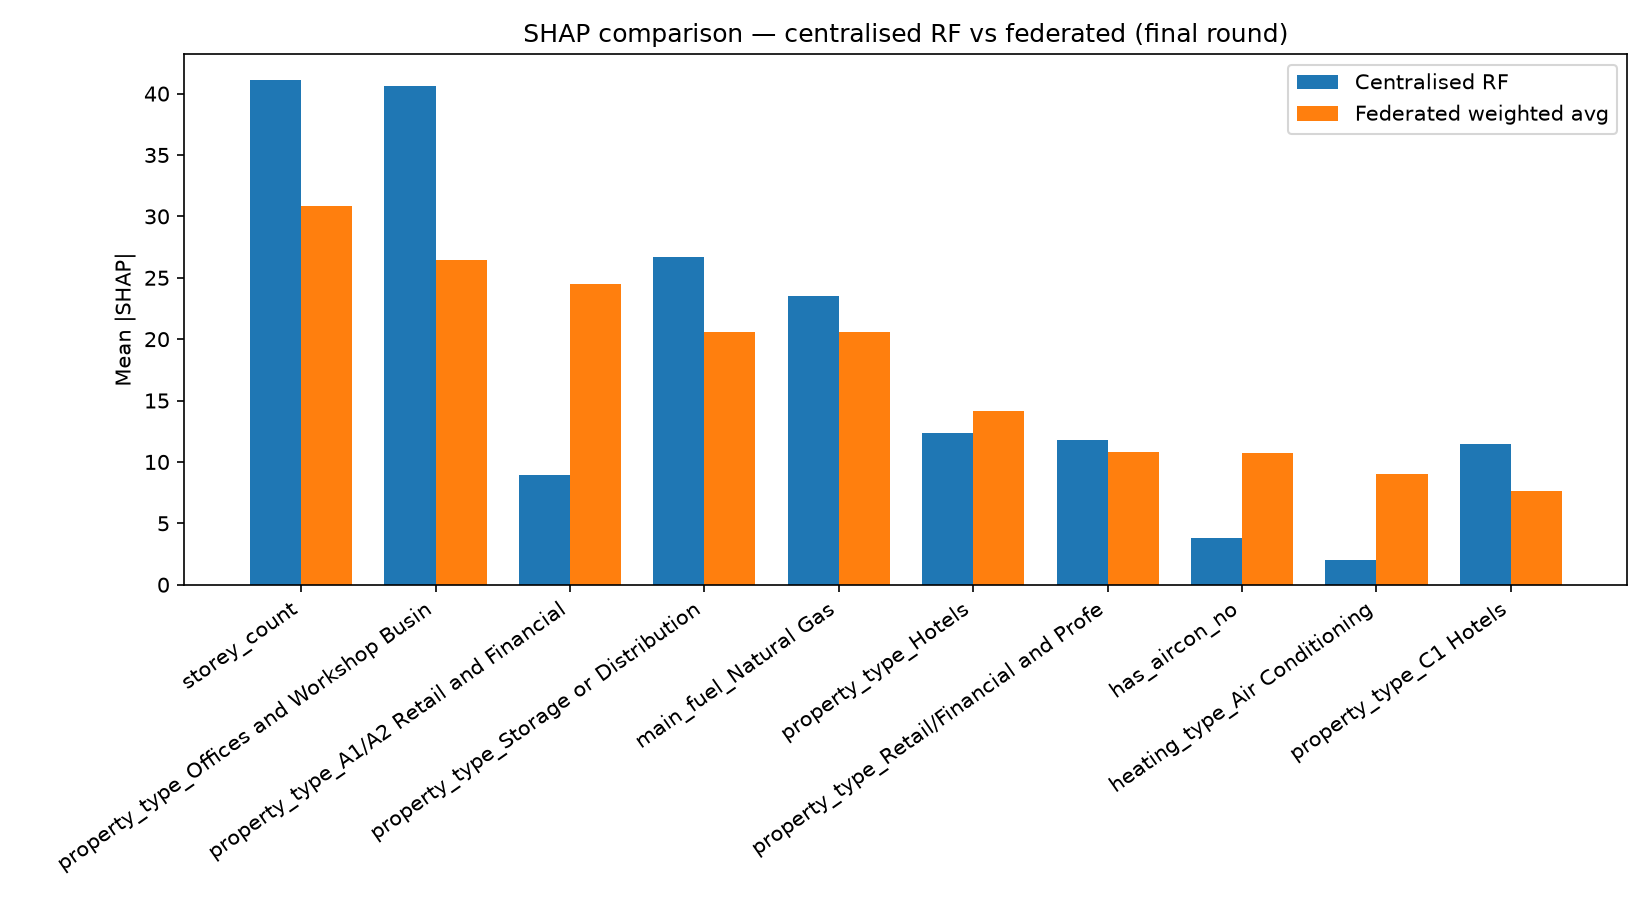 SHAP comparison — centralised RF vs federated (final round)
Centralised RF
Federated weighted avg
Mean |SHAP|
40
35
30
25
20
15
10
5
0
storey_count
property_type_Offices and Workshop Busin
property_type_A1/A2 Retail and Financial
property_type_Storage or Distribution
main_fuel_Natural Gas
property_type_Hotels
property_type_Retail/Financial and Profe
has_aircon_no
heating_type_Air Conditioning
property_type_C1 Hotels